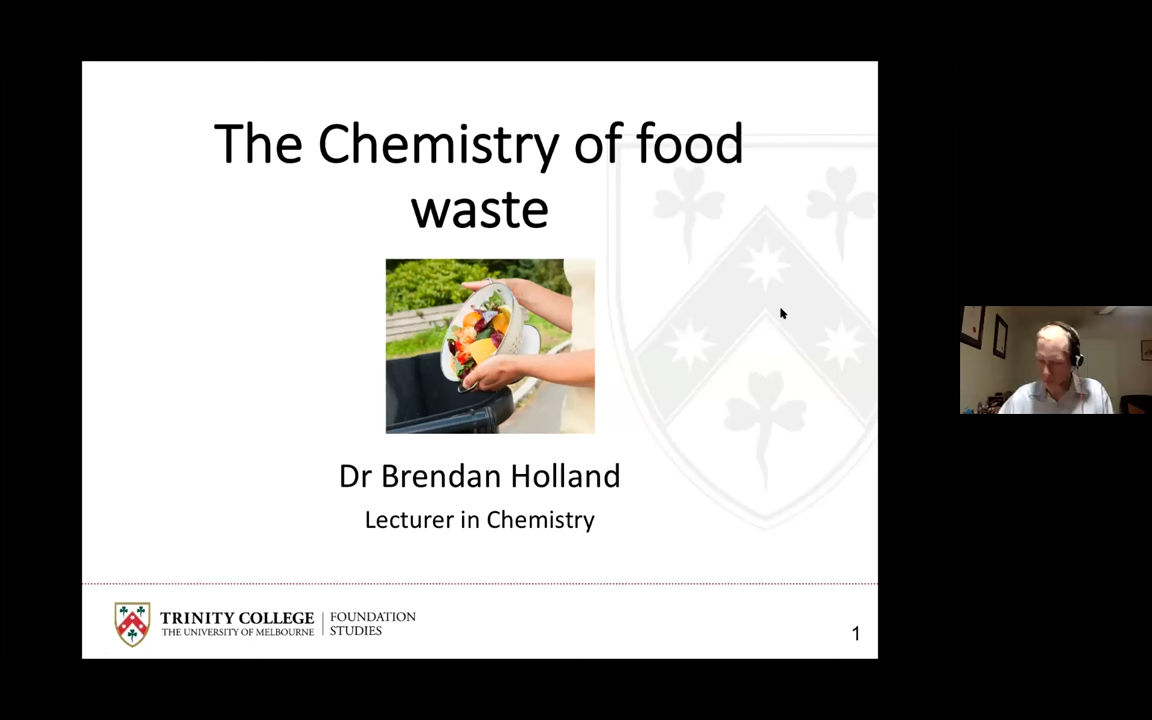 The Chemistry of food
waste
Dr Brendan Holland
Lecturer in Chemistry
TRINITY COLLEGE
THE UNIVERSITY OF MELBOURNE
FOUNDATION
STUDIES
1